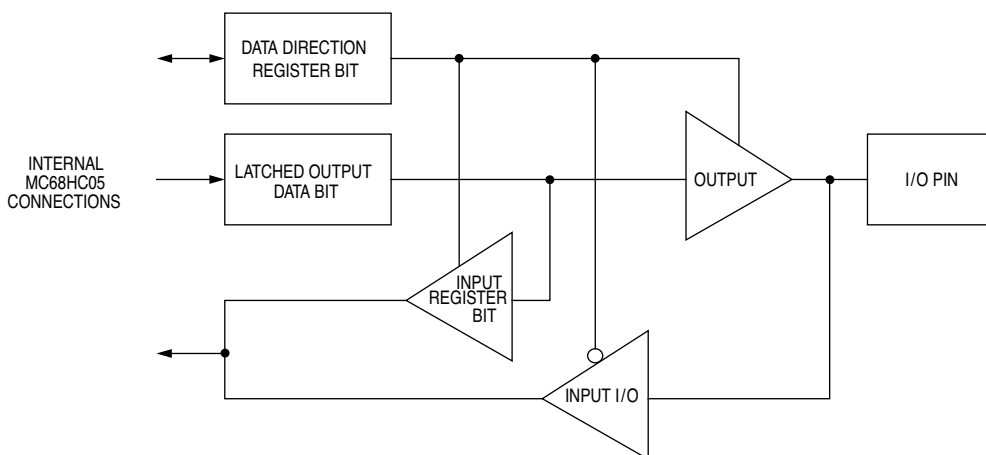 DATA DIRECTION
REGISTER BIT
INTERNAL
MC68HC05
CONNECTIONS
LATCHED OUTPUT
DATA BIT
OUTPUT
I/O PIN
INPUT
REGISTER
BIT
INPUT I/O